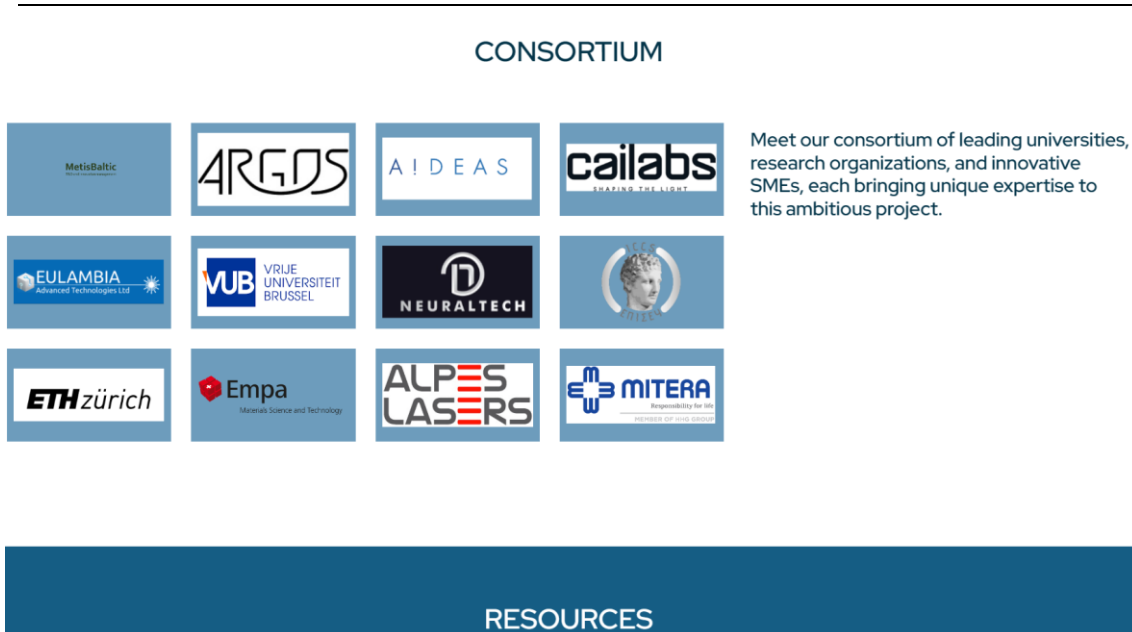 CONSORTIUM
MetisBaltic
ARGOS
A!DEAS
cailabs
SHAPING THE LIGHT
Meet our consortium of leading universities,
research organizations, and innovative
SMEs, each bringing unique expertise to
this ambitious project.
EULAMBIA
Advanced Technologies Ltd
VUB
VRIJE
UNIVERSITEIT
BRUSSEL
NEURALTECH
ICCS
ΕΠΙΣΕΥ
ETH zürich
Empa
Materials Science and Technology
ALPES
LASERS
MITERA
Responsibility for life
MEMBER OF HHG GROUP
RESOURCES